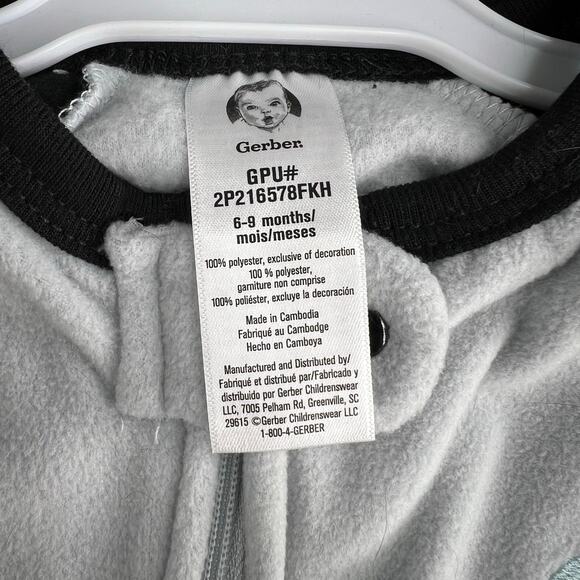 Gerber.
GPU#
2P216578FKH
6-9 months/
mois/meses
100% polyester, exclusive of decoration
100 % polyester,
garniture non comprise
100% poliéster, excluye la decoración
Made in Cambodia
Fabriqué au Cambodge
Hecho en Camboya
Manufactured and Distributed by/
Fabriqué et distribué par/Fabricado y
distribuido por Gerber Childrenswear
LLC, 7005 Pelham Rd, Greenville, SC
29615 ©Gerber Childrenswear LLC
1-800-4-GERBER